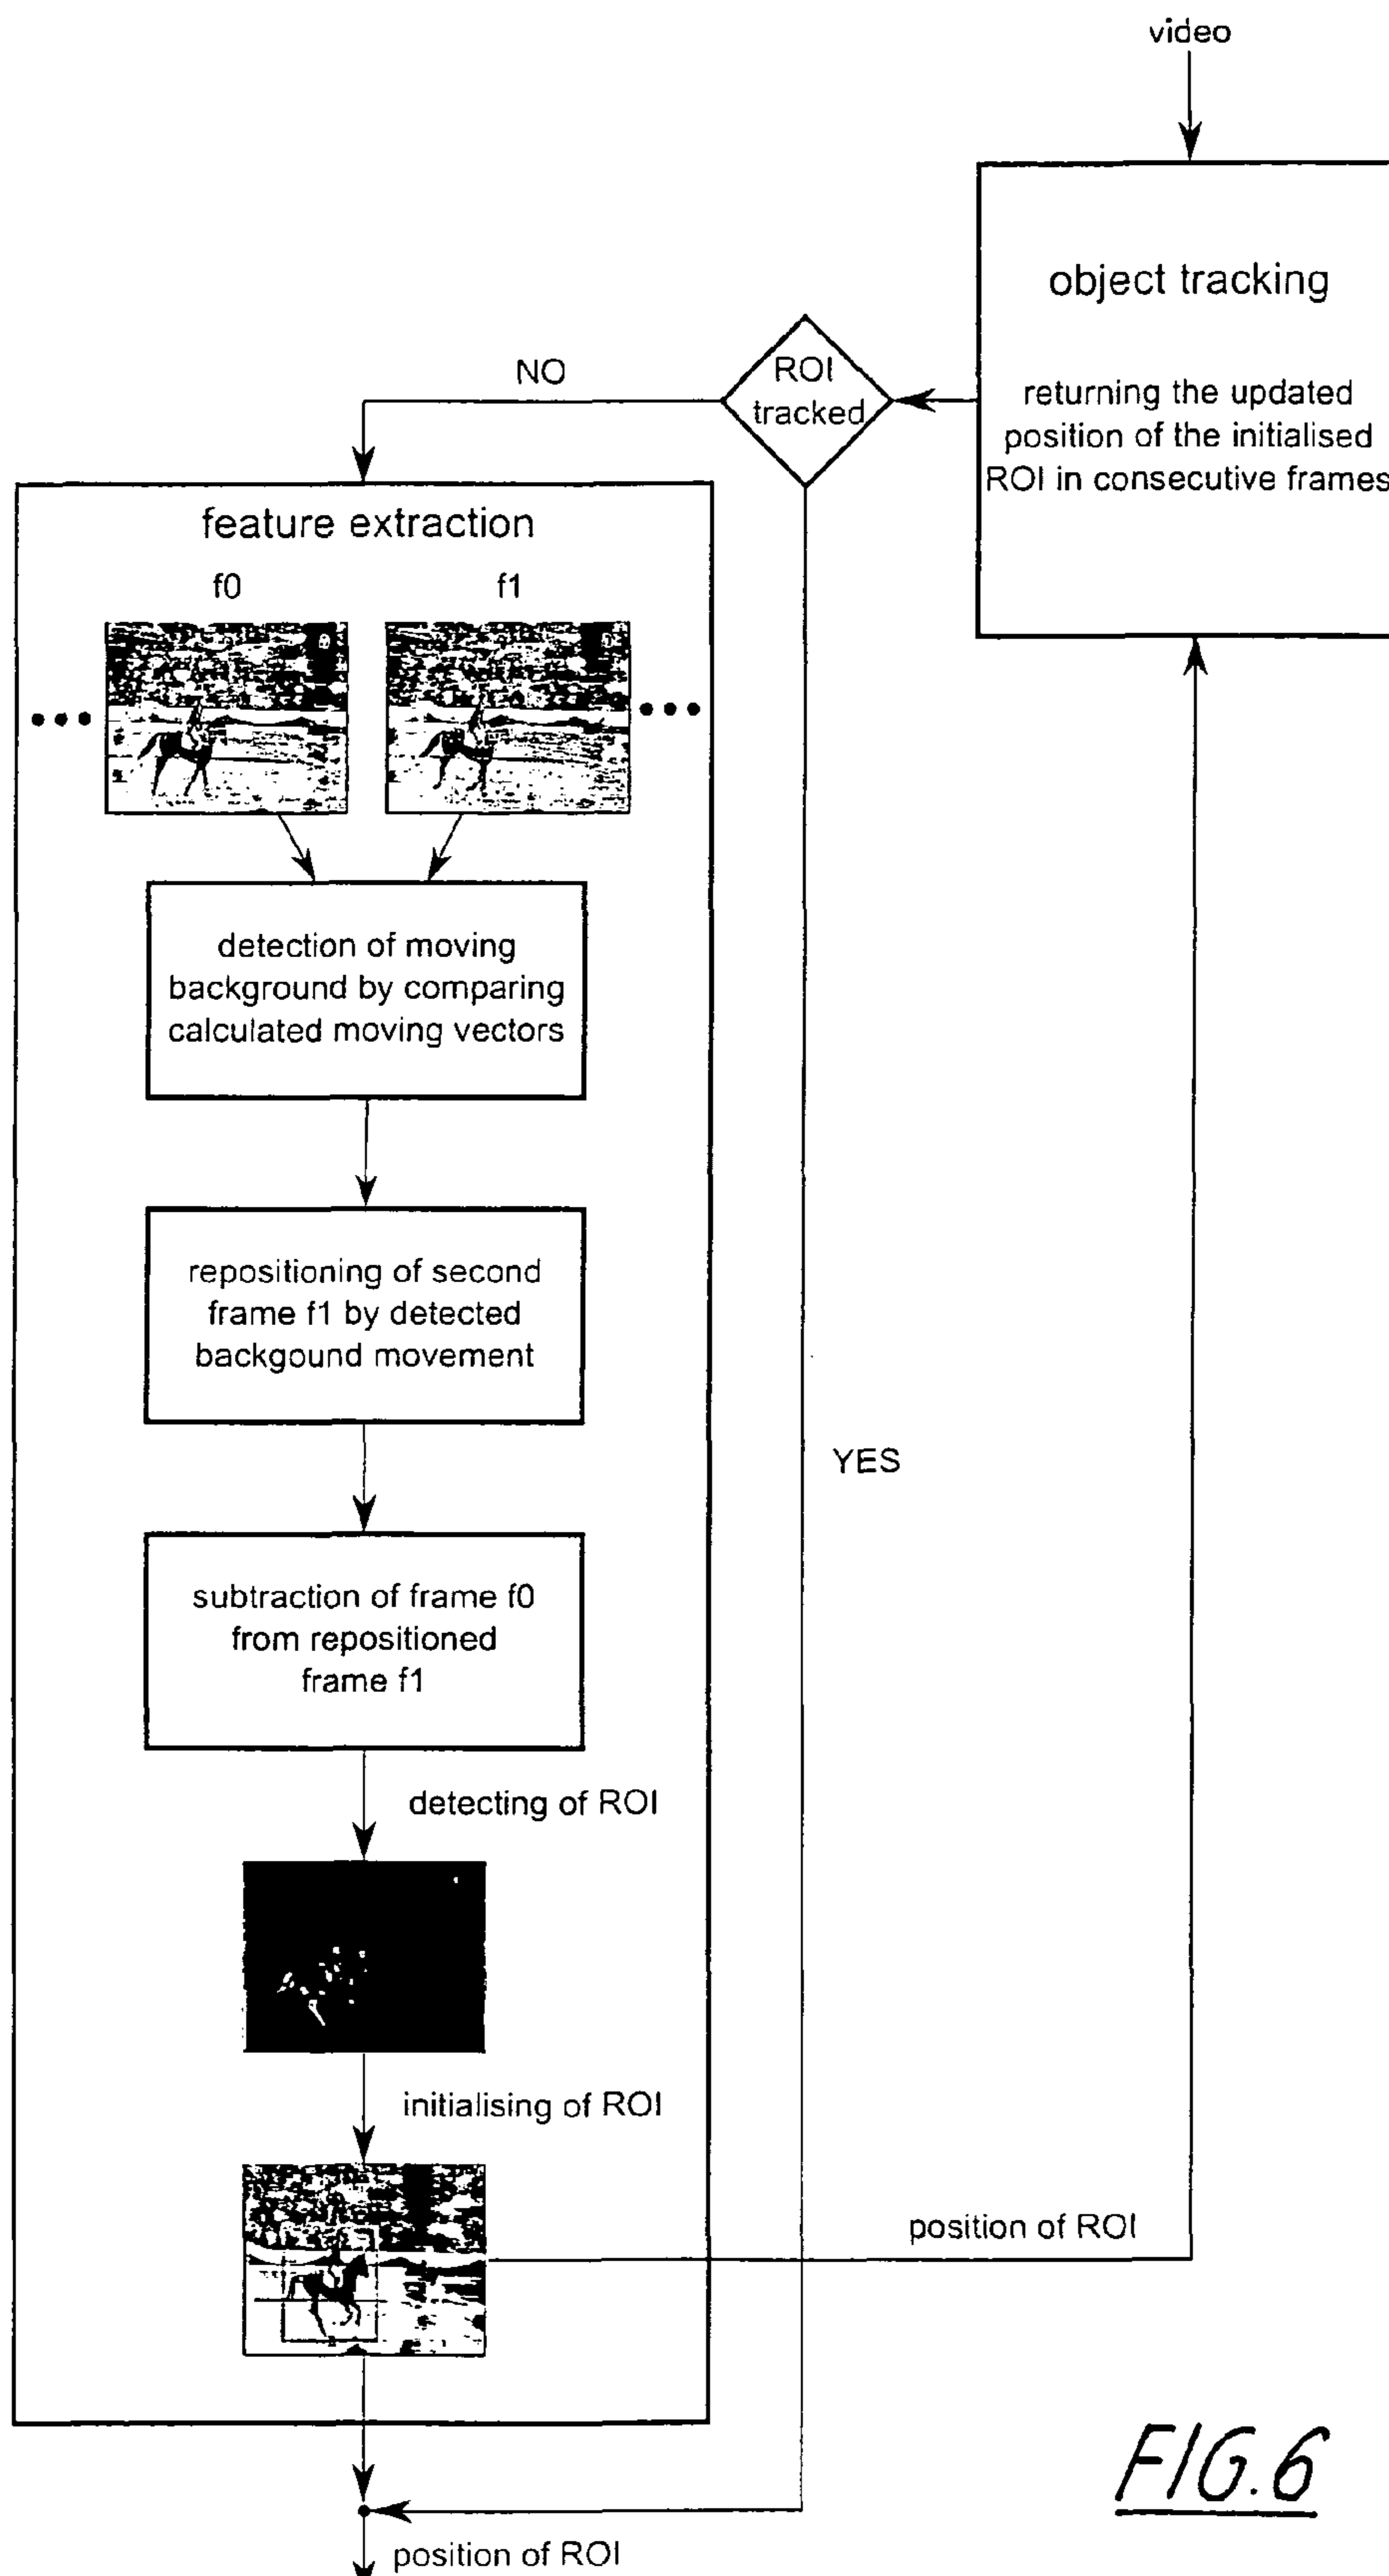 video
object tracking
returning the updated
position of the initialised
ROI in consecutive frames
ROI
tracked
NO
feature extraction
f0
f1
detection of moving
background by comparing
calculated moving vectors
repositioning of second
frame f1 by detected
backgound movement
YES
subtraction of frame f0
from repositioned
frame f1
detecting of ROI
initialising of ROI
position of ROI
FIG.6
position of ROI